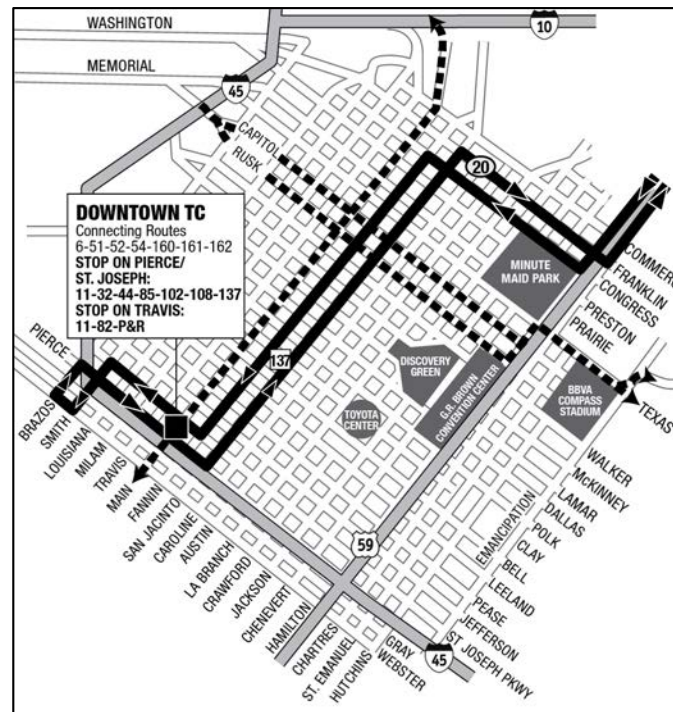 WASHINGTON
MEMORIAL
10
45
CAPITOL
RUSK
20
DOWNTOWN TC
Connecting Routes
6-51-52-54-160-161-162
STOP ON PIERCE/
ST. JOSEPH:
11-32-44-85-102-108-137
STOP ON TRAVIS:
11-82-P&R
MINUTE
MAID PARK
COMMERC
FRANKLIN
CONGRESS
PRESTON
PRAIRIE
TEXAS
PIERCE
137
DISCOVERY
GREEN
G.R. BROWN
CONVENTION CENTER
BBVA
COMPASS
STADIUM
TOYOTA
CENTER
BRAZOS
SMITH
LOUISIANA
MILAM
TRAVIS
MAIN
FANNIN
SAN JACINTO
CAROLINE
AUSTIN
LA BRANCH
CRAWFORD
JACKSON
CHENEVERT
HAMILTON
CHARTRES
ST. EMANUEL
HUTCHINS
59
EMANCIPATION
WALKER
McKINNEY
LAMAR
DALLAS
POLK
CLAY
BELL
LEELAND
PEASE
JEFFERSON
ST JOSEPH PKWY
GRAY
WEBSTER
45